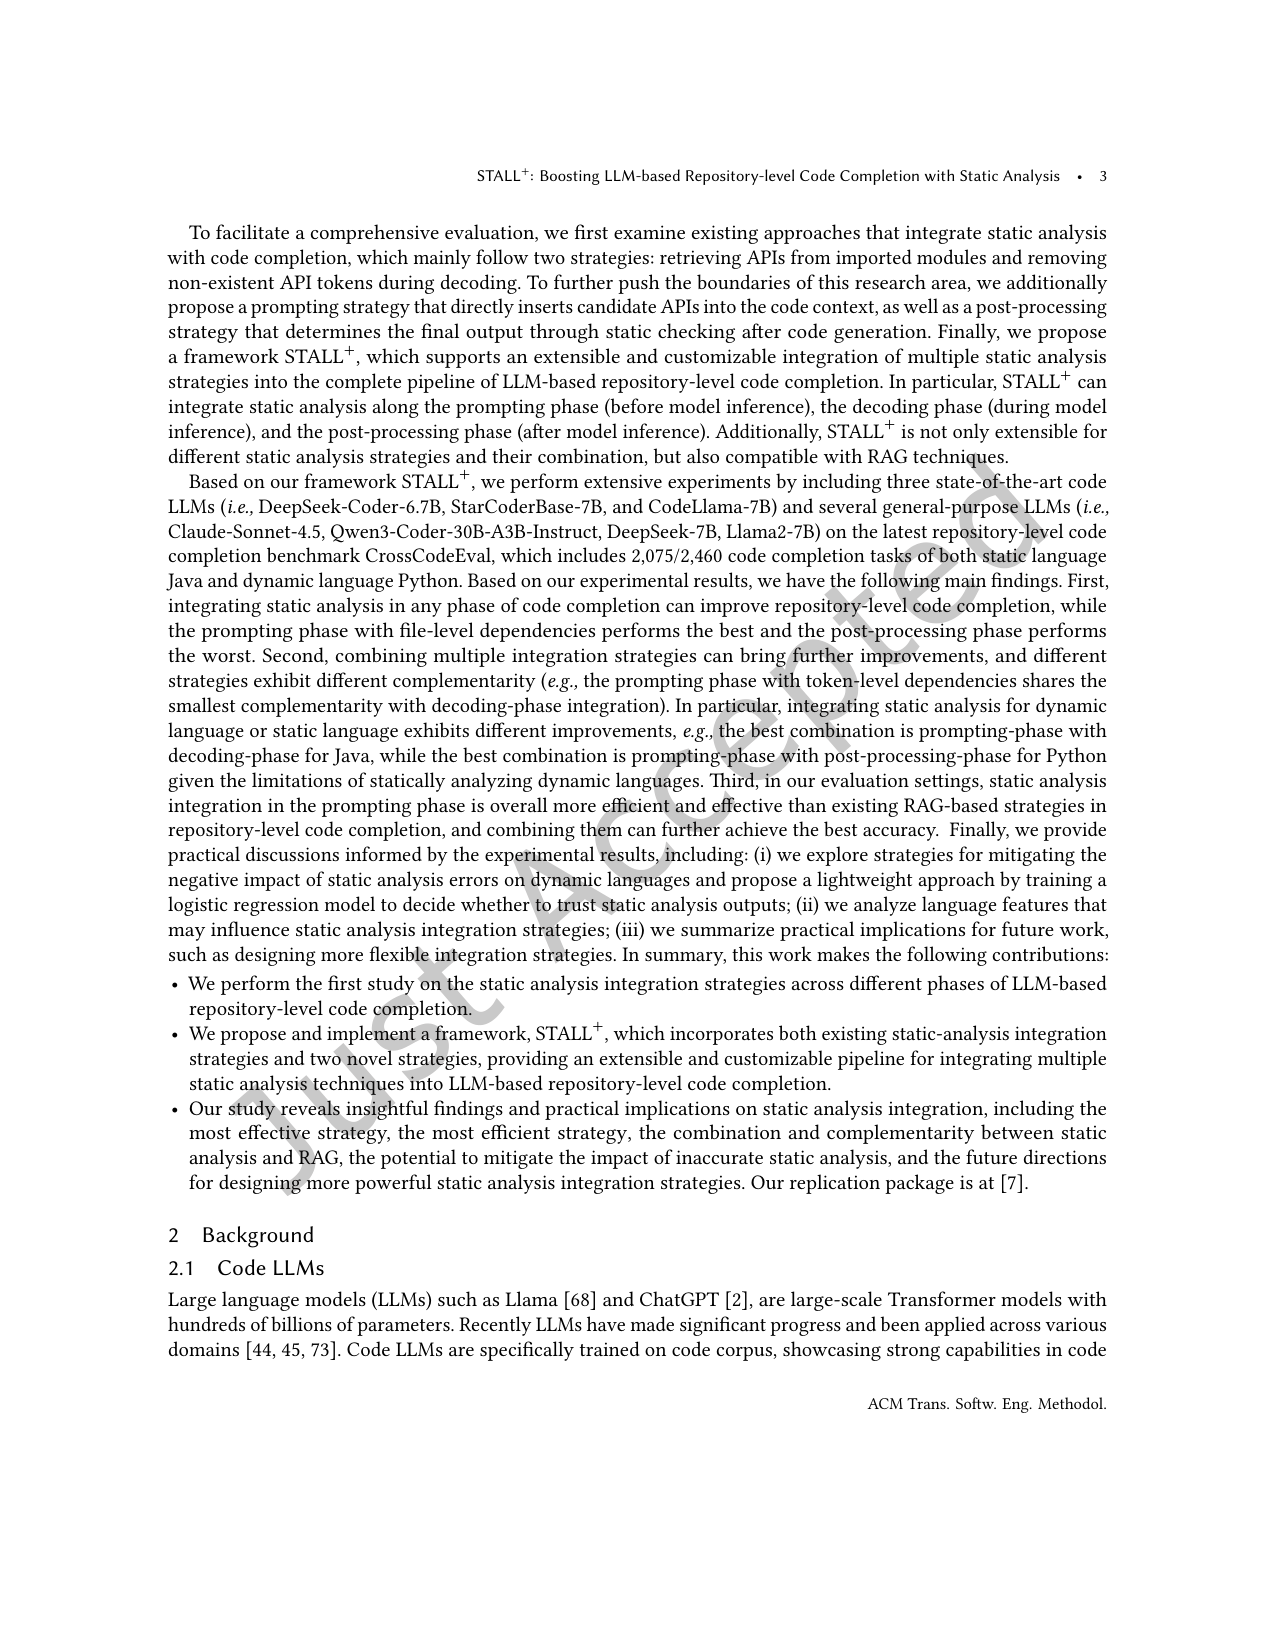 STALL+: Boosting LLM-based Repository-level Code Completion with Static Analysis • 3
To facilitate a comprehensive evaluation, we first examine existing approaches that integrate static analysis
with code completion, which mainly follow two strategies: retrieving APIs from imported modules and removing
non-existent API tokens during decoding. To further push the boundaries of this research area, we additionally
propose a prompting strategy that directly inserts candidate APIs into the code context, as well as a post-processing
strategy that determines the final output through static checking after code generation. Finally, we propose
a framework STALL+, which supports an extensible and customizable integration of multiple static analysis
strategies into the complete pipeline of LLM-based repository-level code completion. In particular, STALL+ can
integrate static analysis along the prompting phase (before model inference), the decoding phase (during model
inference), and the post-processing phase (after model inference). Additionally, STALL+ is not only extensible for
different static analysis strategies and their combination, but also compatible with RAG techniques.
Based on our framework STALL+, we perform extensive experiments by including three state-of-the-art code
LLMs (i.e., DeepSeek-Coder-6.7B, StarCoderBase-7B, and CodeLlama-7B) and several general-purpose LLMs (i.e.,
Claude-Sonnet-4.5, Qwen3-Coder-30B-A3B-Instruct, DeepSeek-7B, Llama2-7B) on the latest repository-level code
completion benchmark CrossCodeEval, which includes 2,075/2,460 code completion tasks of both static language
Java and dynamic language Python. Based on our experimental results, we have the following main findings. First,
integrating static analysis in any phase of code completion can improve repository-level code completion, while
the prompting phase with file-level dependencies performs the best and the post-processing phase performs
the worst. Second, combining multiple integration strategies can bring further improvements, and different
strategies exhibit different complementarity (e.g., the prompting phase with token-level dependencies shares the
smallest complementarity with decoding-phase integration). In particular, integrating static analysis for dynamic
language or static language exhibits different improvements, e.g., the best combination is prompting-phase with
decoding-phase for Java, while the best combination is prompting-phase with post-processing-phase for Python
given the limitations of statically analyzing dynamic languages. Third, in our evaluation settings, static analysis
integration in the prompting phase is overall more efficient and effective than existing RAG-based strategies in
repository-level code completion, and combining them can further achieve the best accuracy. Finally, we provide
practical discussions informed by the experimental results, including: (i) we explore strategies for mitigating the
negative impact of static analysis errors on dynamic languages and propose a lightweight approach by training a
logistic regression model to decide whether to trust static analysis outputs; (ii) we analyze language features that
may influence static analysis integration strategies; (iii) we summarize practical implications for future work,
such as designing more flexible integration strategies. In summary, this work makes the following contributions:
• We perform the first study on the static analysis integration strategies across different phases of LLM-based
repository-level code completion.
• We propose and implement a framework, STALL+, which incorporates both existing static-analysis integration
strategies and two novel strategies, providing an extensible and customizable pipeline for integrating multiple
static analysis techniques into LLM-based repository-level code completion.
• Our study reveals insightful findings and practical implications on static analysis integration, including the
most effective strategy, the most efficient strategy, the combination and complementarity between static
analysis and RAG, the potential to mitigate the impact of inaccurate static analysis, and the future directions
for designing more powerful static analysis integration strategies. Our replication package is at [7].
2 Background
2.1 Code LLMs
Large language models (LLMs) such as Llama [68] and ChatGPT [2], are large-scale Transformer models with
hundreds of billions of parameters. Recently LLMs have made significant progress and been applied across various
domains [44, 45, 73]. Code LLMs are specifically trained on code corpus, showcasing strong capabilities in code
ACM Trans. Softw. Eng. Methodol.
Just Accepted